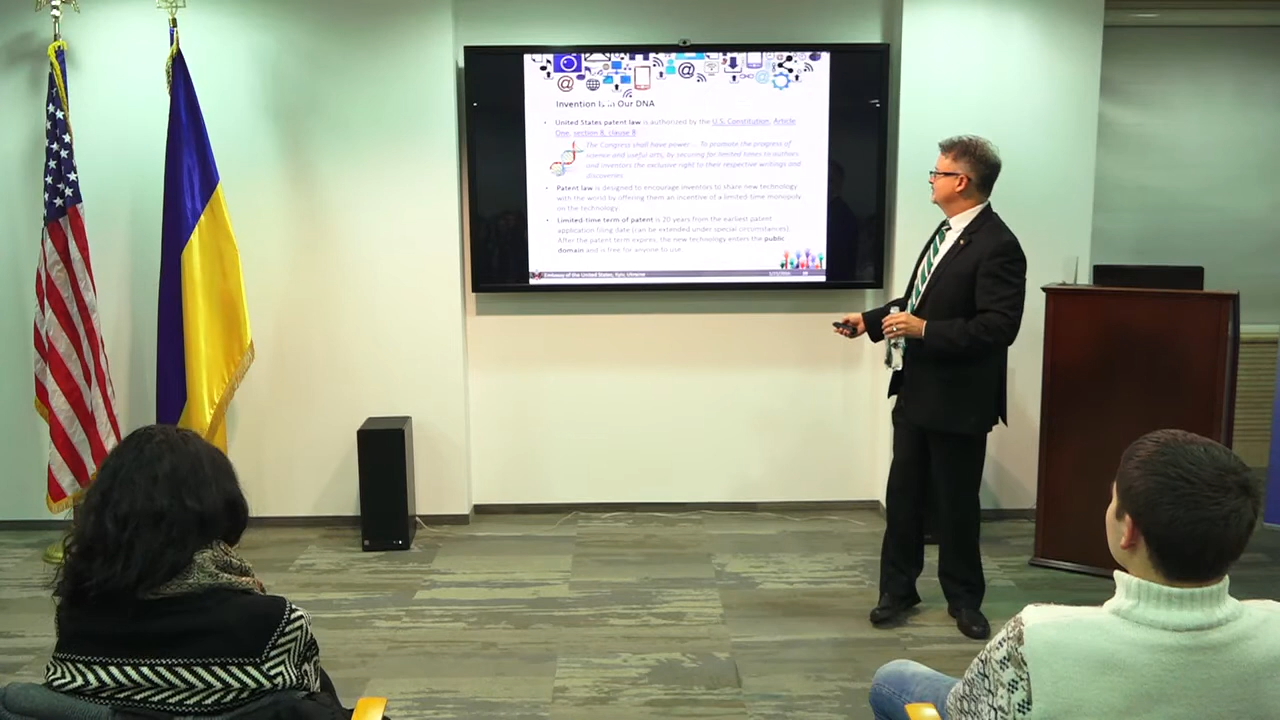 Invention Is in Our DNA
• United States patent law is authorized by the U.S. Constitution, Article
One, section 8, clause 8:
The Congress shall have power ... To promote the progress of
science and useful arts, by securing for limited times to authors
and inventors the exclusive right to their respective writings and
discoveries.
• Patent law is designed to encourage inventors to share new technology
with the world by offering them an incentive of a limited-time monopoly
on the technology.
• Limited-time term of patent is 20 years from the earliest patent
application filing date (can be extended under special circumstances).
After the patent term expires, the new technology enters the public
domain and is free for anyone to use.
Embassy of the United States, Kyiv, Ukraine